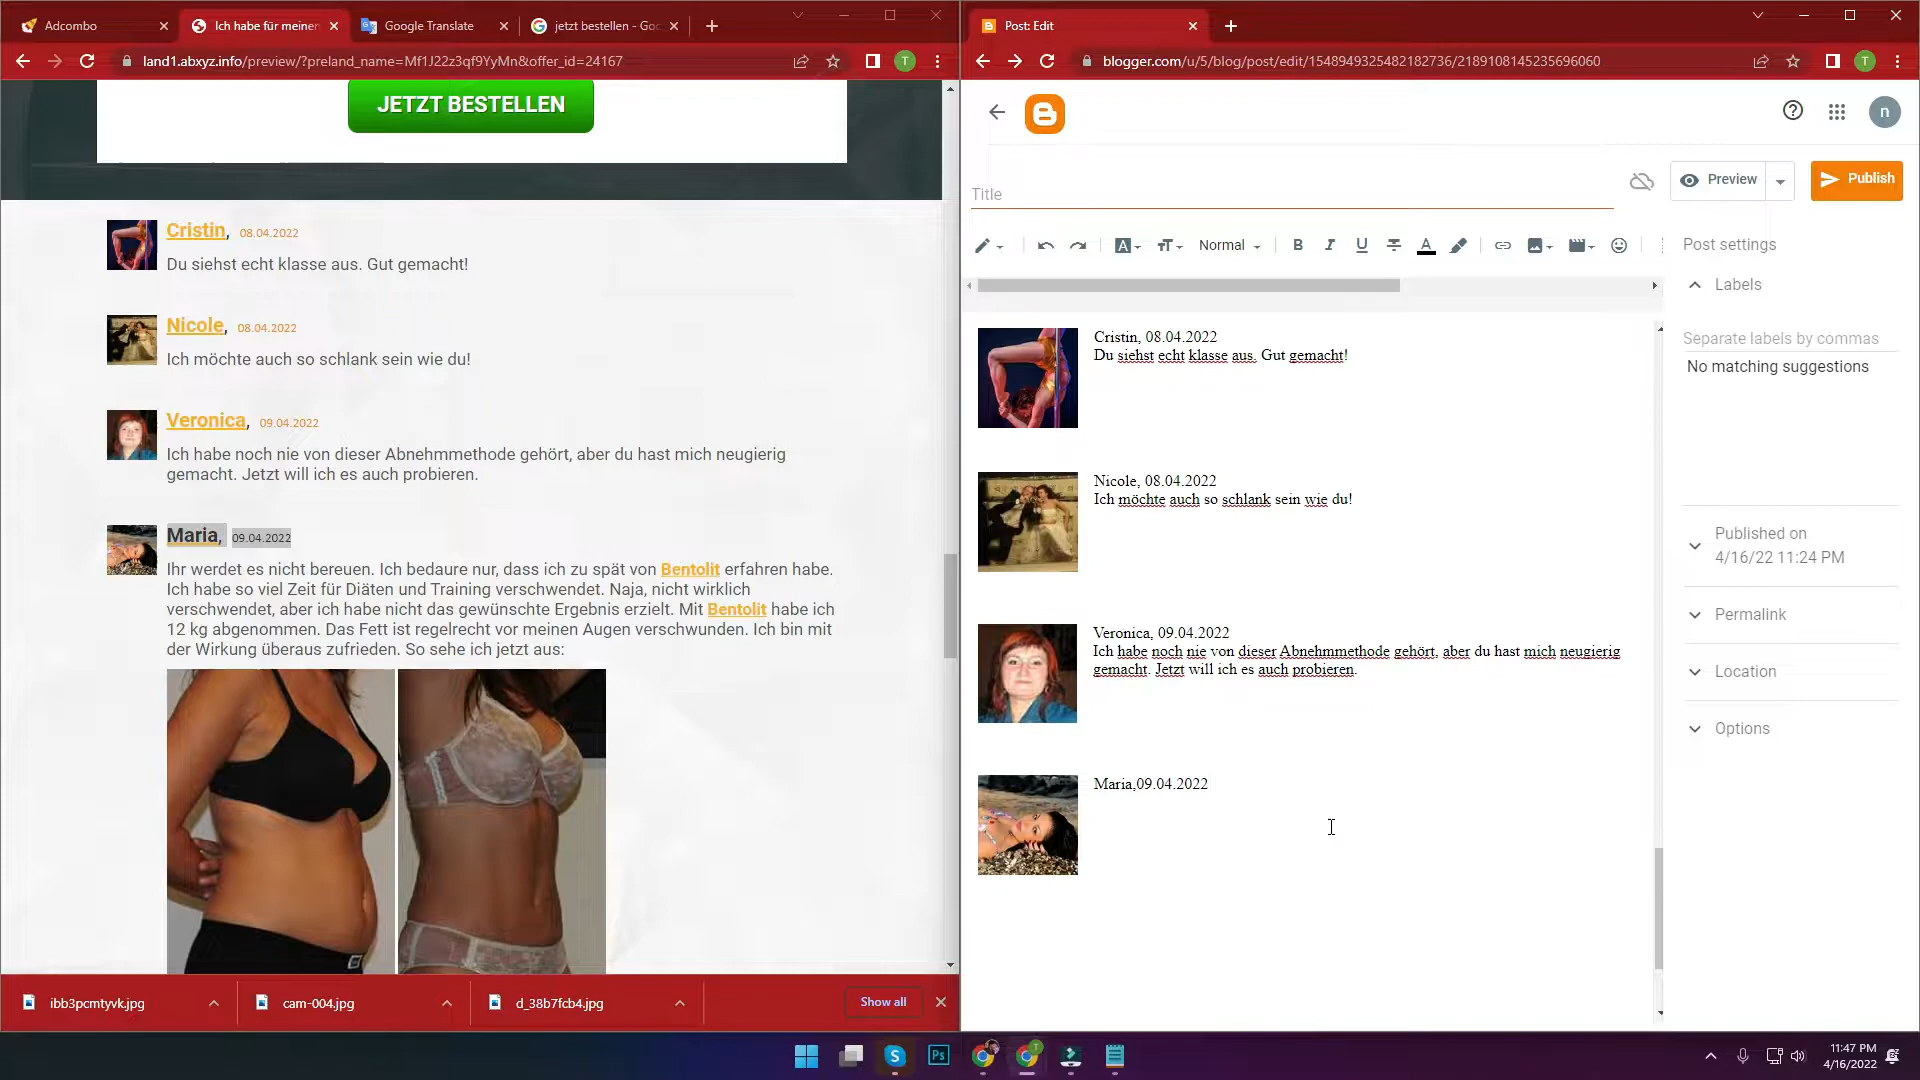 Adcombo
Ich habe für meinen
Google Translate
jetzt bestellen - Goo
land1.abxyz.info/preview/?preland_name=Mf1J22z3qf9YyMn&offer_id=24167
T
JETZT BESTELLEN
Cristin, 08.04.2022
Du siehst echt klasse aus. Gut gemacht!
Nicole, 08.04.2022
Ich möchte auch so schlank sein wie du!
Veronica, 09.04.2022
Ich habe noch nie von dieser Abnehmmethode gehört, aber du hast mich neugierig
gemacht. Jetzt will ich es auch probieren.
Maria, 09.04.2022
Ihr werdet es nicht bereuen. Ich bedaure nur, dass ich zu spät von Bentolit erfahren habe.
Ich habe so viel Zeit für Diäten und Training verschwendet. Naja, nicht wirklich
verschwendet, aber ich habe nicht das gewünschte Ergebnis erzielt. Mit Bentolit habe ich
12 kg abgenommen. Das Fett ist regelrecht vor meinen Augen verschwunden. Ich bin mit
der Wirkung überaus zufrieden. So sehe ich jetzt aus:
ibb3pcmtyvk.jpg
cam-004.jpg
d_38b7fcb4.jpg
Show all
Post: Edit
blogger.com/u/5/blog/post/edit/1548949325482182736/2189108145235696060
T
n
Title
Preview
Publish
Normal
B
I
U
A
Cristin, 08.04.2022
Du siehst echt klasse aus. Gut gemacht!
Nicole, 08.04.2022
Ich möchte auch so schlank sein wie du!
Veronica, 09.04.2022
Ich habe noch nie von dieser Abnehmmethode gehört, aber du hast mich neugierig
gemacht. Jetzt will ich es auch probieren.
Maria,09.04.2022
Post settings
Labels
Separate labels by commas
No matching suggestions
Published on
4/16/22 11:24 PM
Permalink
Location
Options
S
Ps
T
11:47 PM
4/16/2022